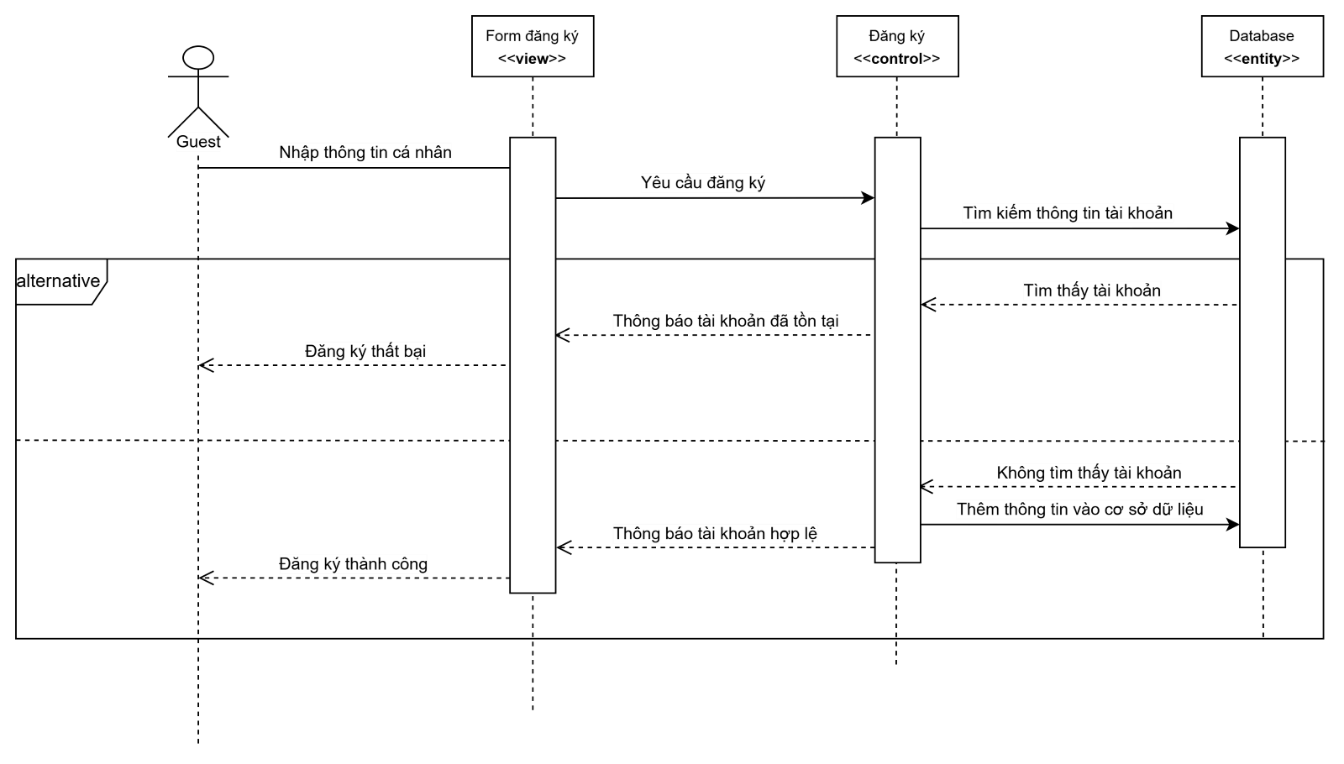 Form đăng ký
<<view>>
Đăng ký
<<control>>
Database
<<entity>>
Guest
Nhập thông tin cá nhân
Yêu cầu đăng ký
Tìm kiếm thông tin tài khoản
alternative
Tìm thấy tài khoản
Thông báo tài khoản đã tồn tại
Đăng ký thất bại
Không tìm thấy tài khoản
Thêm thông tin vào cơ sở dữ liệu
Thông báo tài khoản hợp lệ
Đăng ký thành công